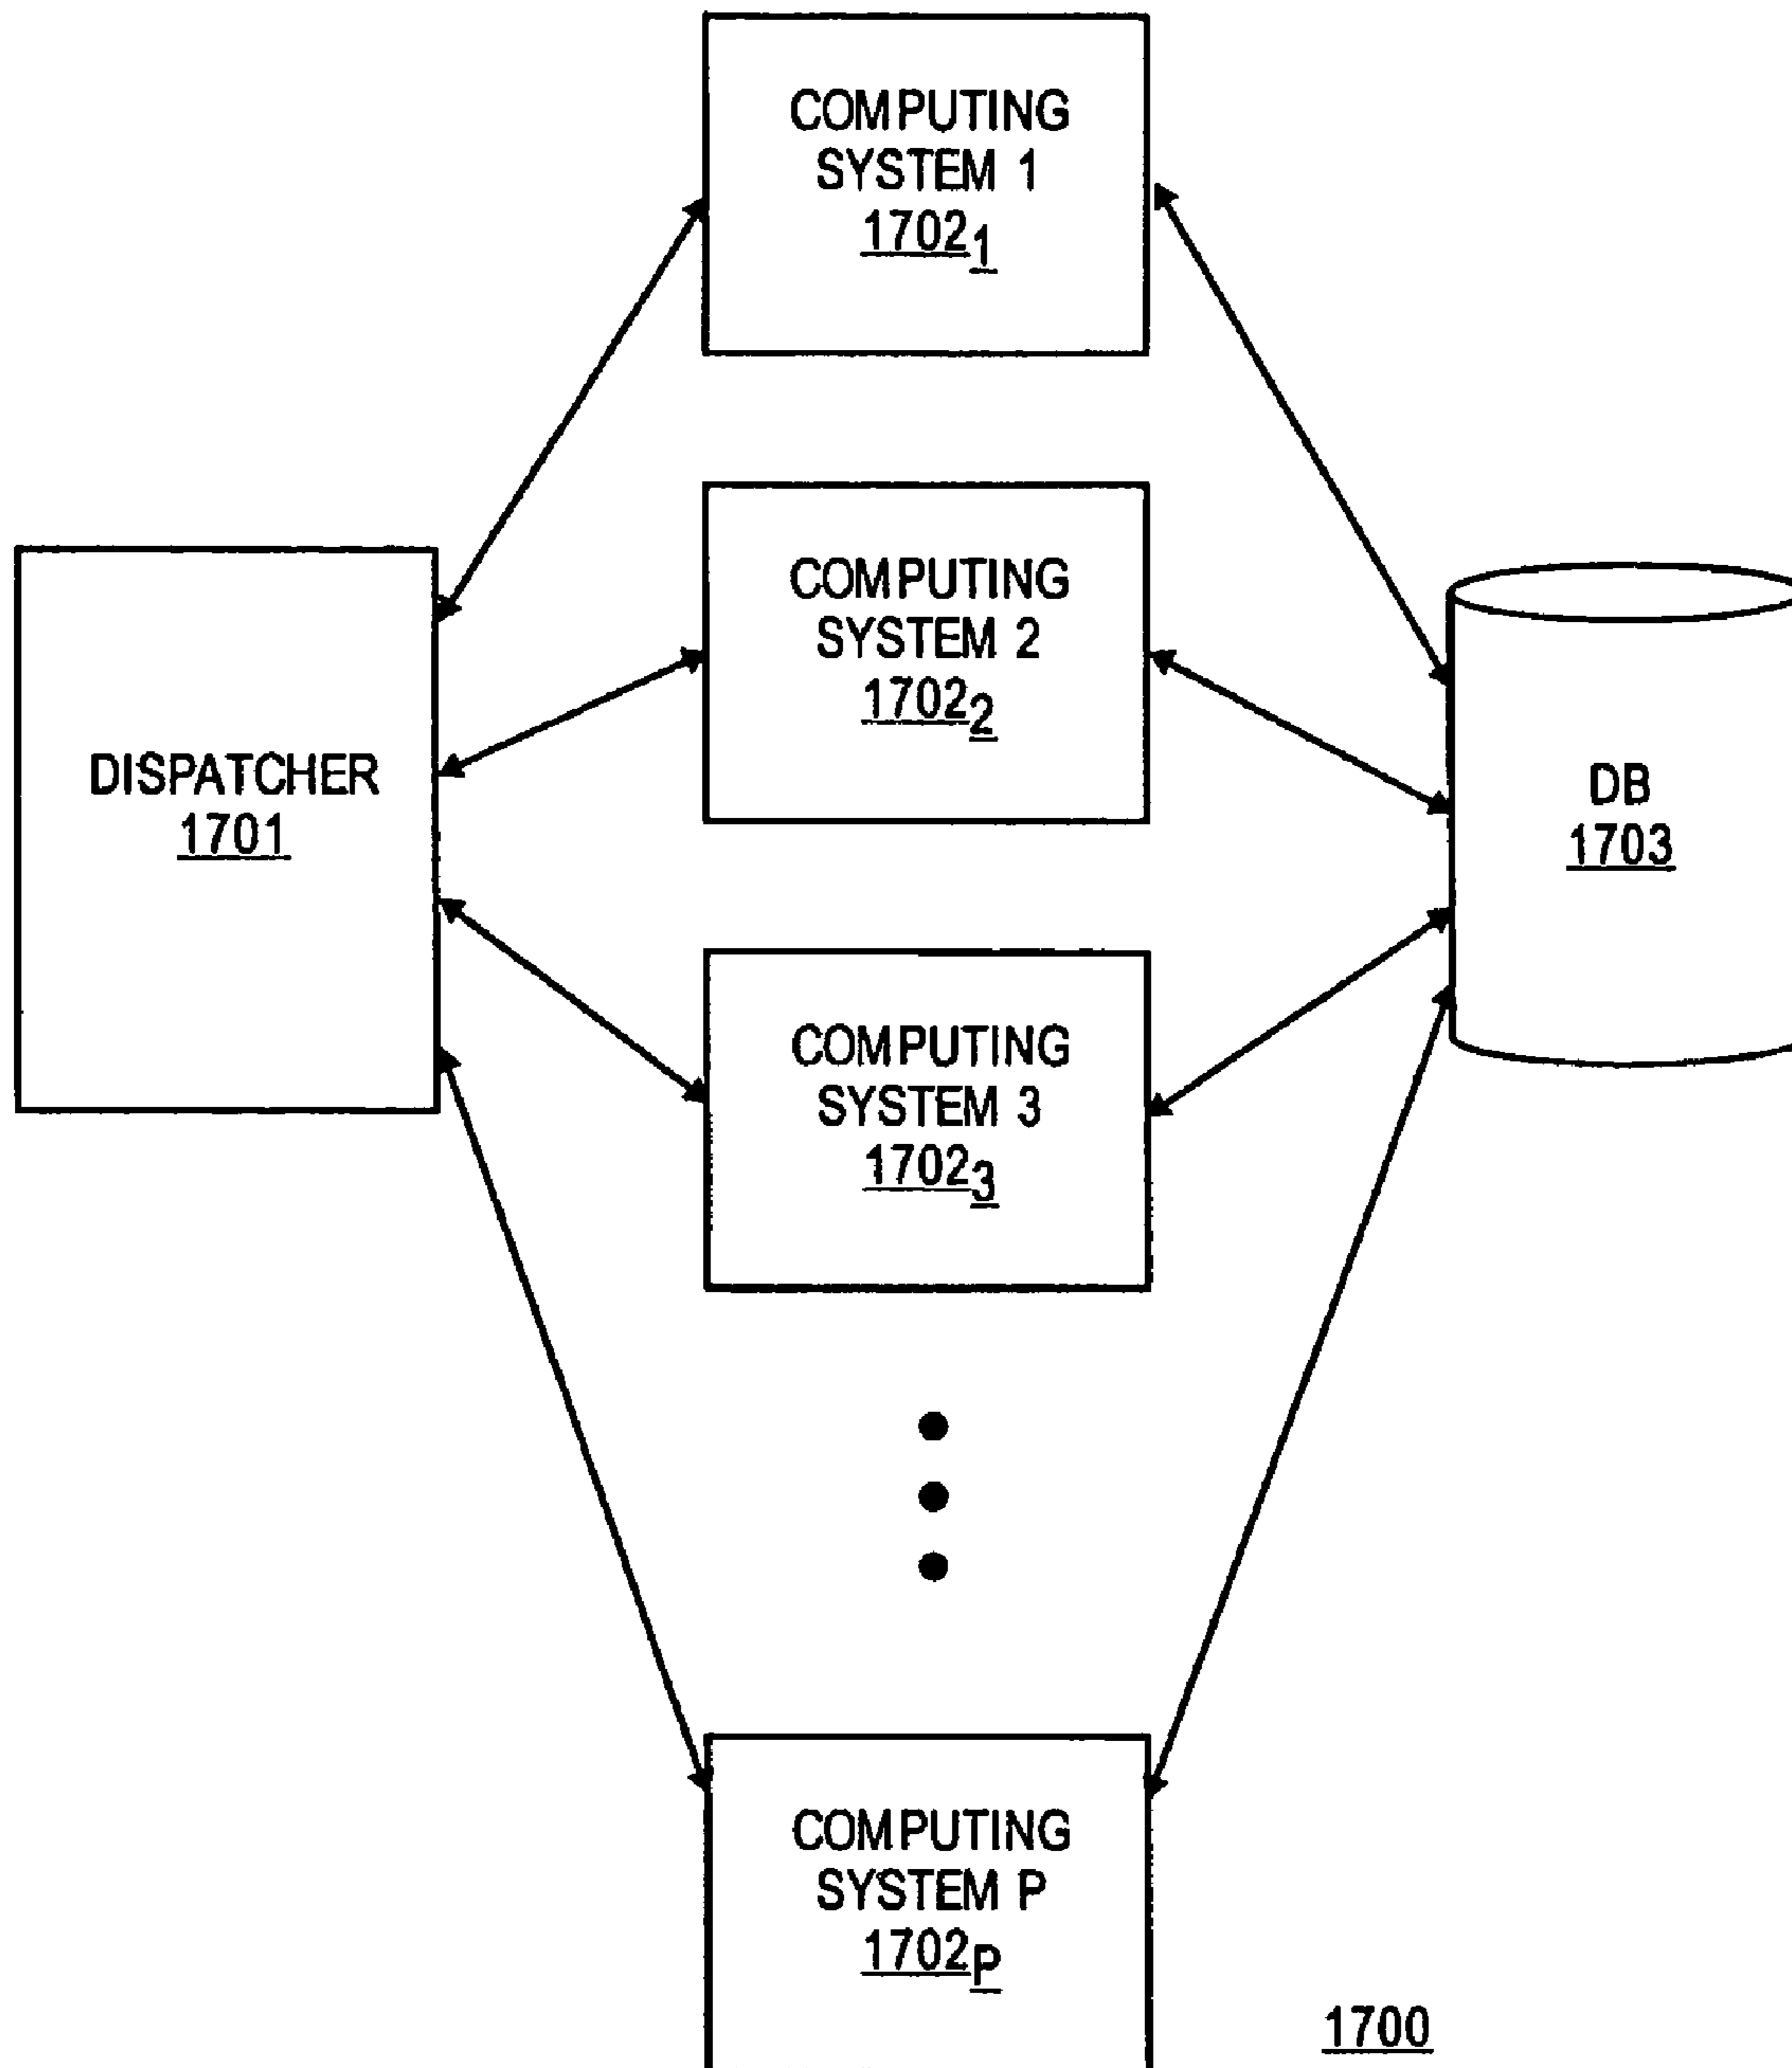 COMPUTING
SYSTEM 1
1702₁
COMPUTING
SYSTEM 2
1702₂
DISPATCHER
1701
DB
1703
COMPUTING
SYSTEM 3
1702₃
COMPUTING
SYSTEM P
1702P
1700